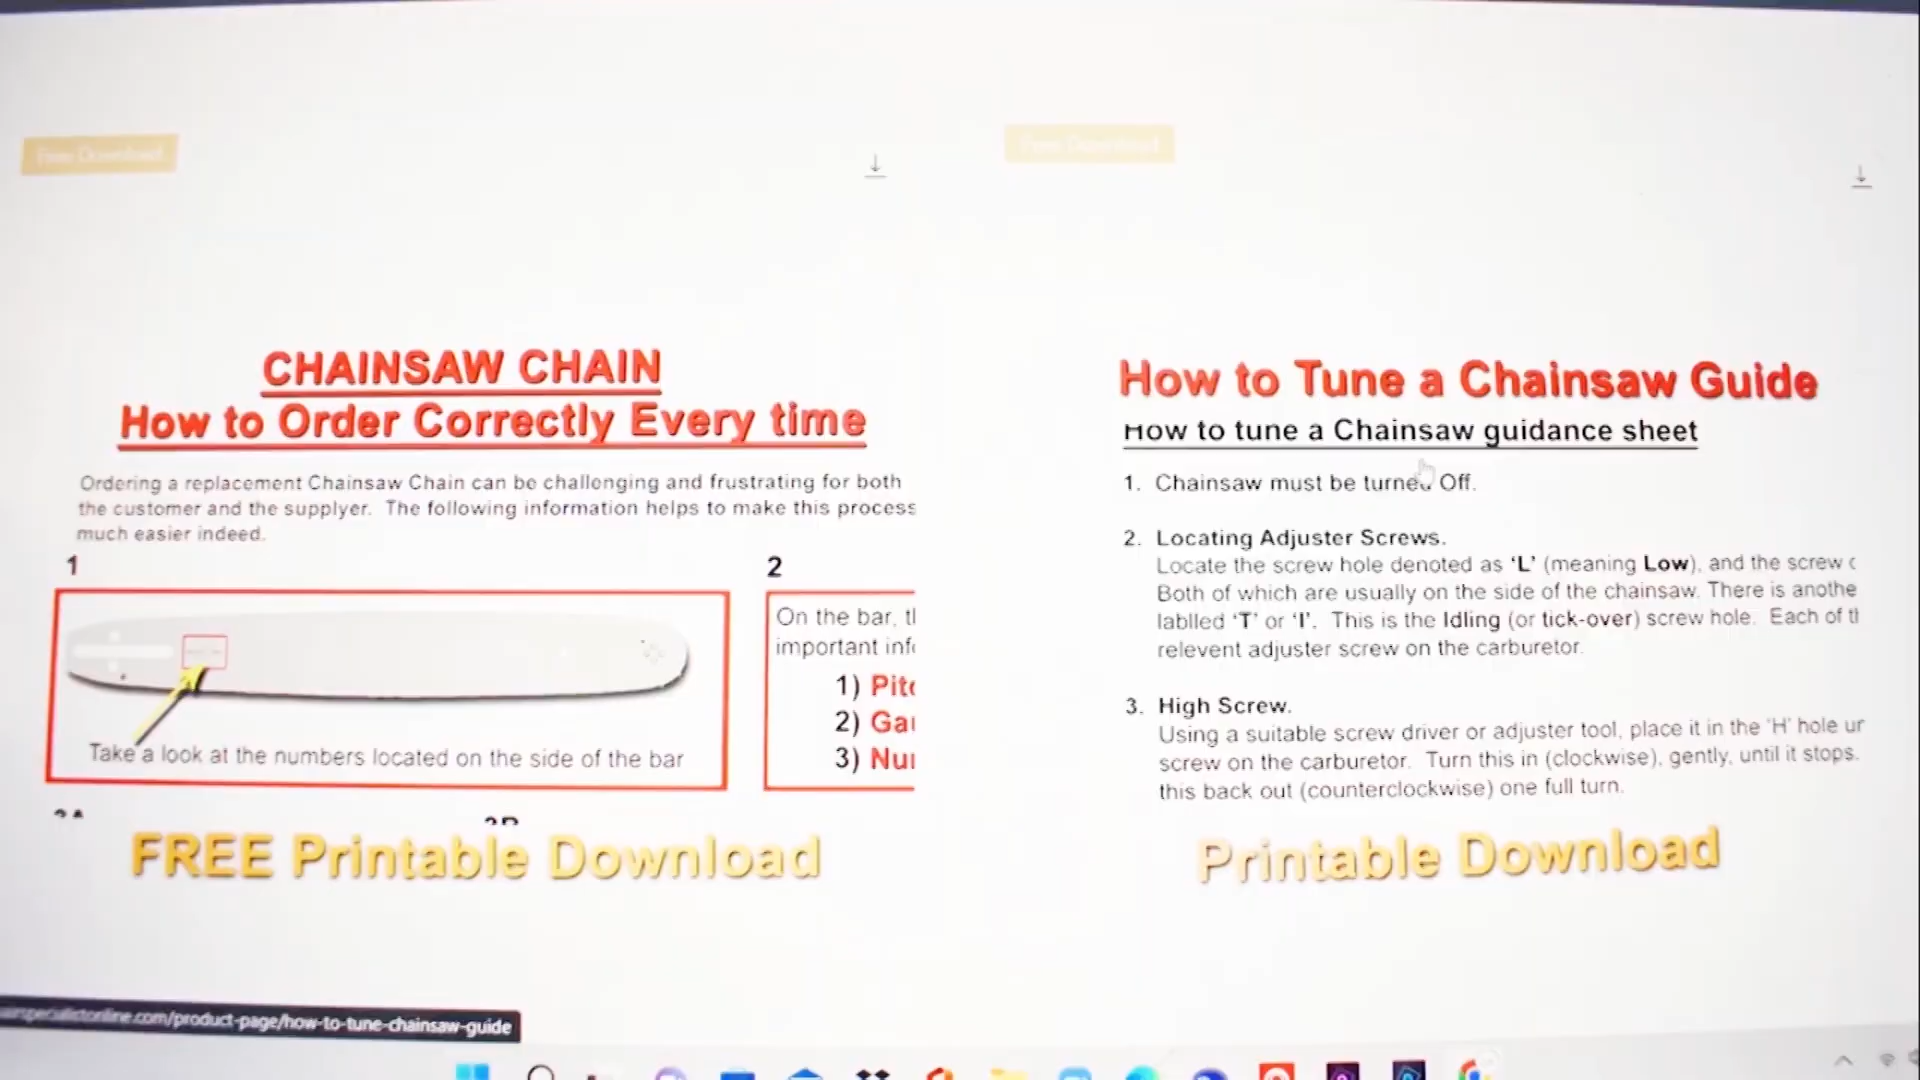 Free Download
Free Download
CHAINSAW CHAIN
How to Order Correctly Every time
Ordering a replacement Chainsaw Chain can be challenging and frustrating for both
the customer and the supplyer. The following information helps to make this process
much easier indeed.
1
Take a look at the numbers located on the side of the bar
2
On the bar,
important
1)
2)
3)
FREE Printable Download
How to Tune a Chainsaw Guide
How to tune a Chainsaw guidance sheet
1. Chainsaw must be turned Off.
2. Locating Adjuster Screws.
Locate the screw hole denoted as ‘L’ (meaning Low), and the screw
Both of which are usually on the side of the chainsaw. There is
lablled ‘T’ or ‘I’. This is the Idling (or tick-over) screw hole. Each of
relevent adjuster screw on the carburetor.
3. High Screw.
Using a suitable screw driver or adjuster tool, place it in the ‘H’ hole
screw on the carburetor. Turn this in (clockwise), gently, until it stops.
this back out (counterclockwise) one full turn.
Printable Download
online.com/product-page/how-to-tune-chainsaw-guide